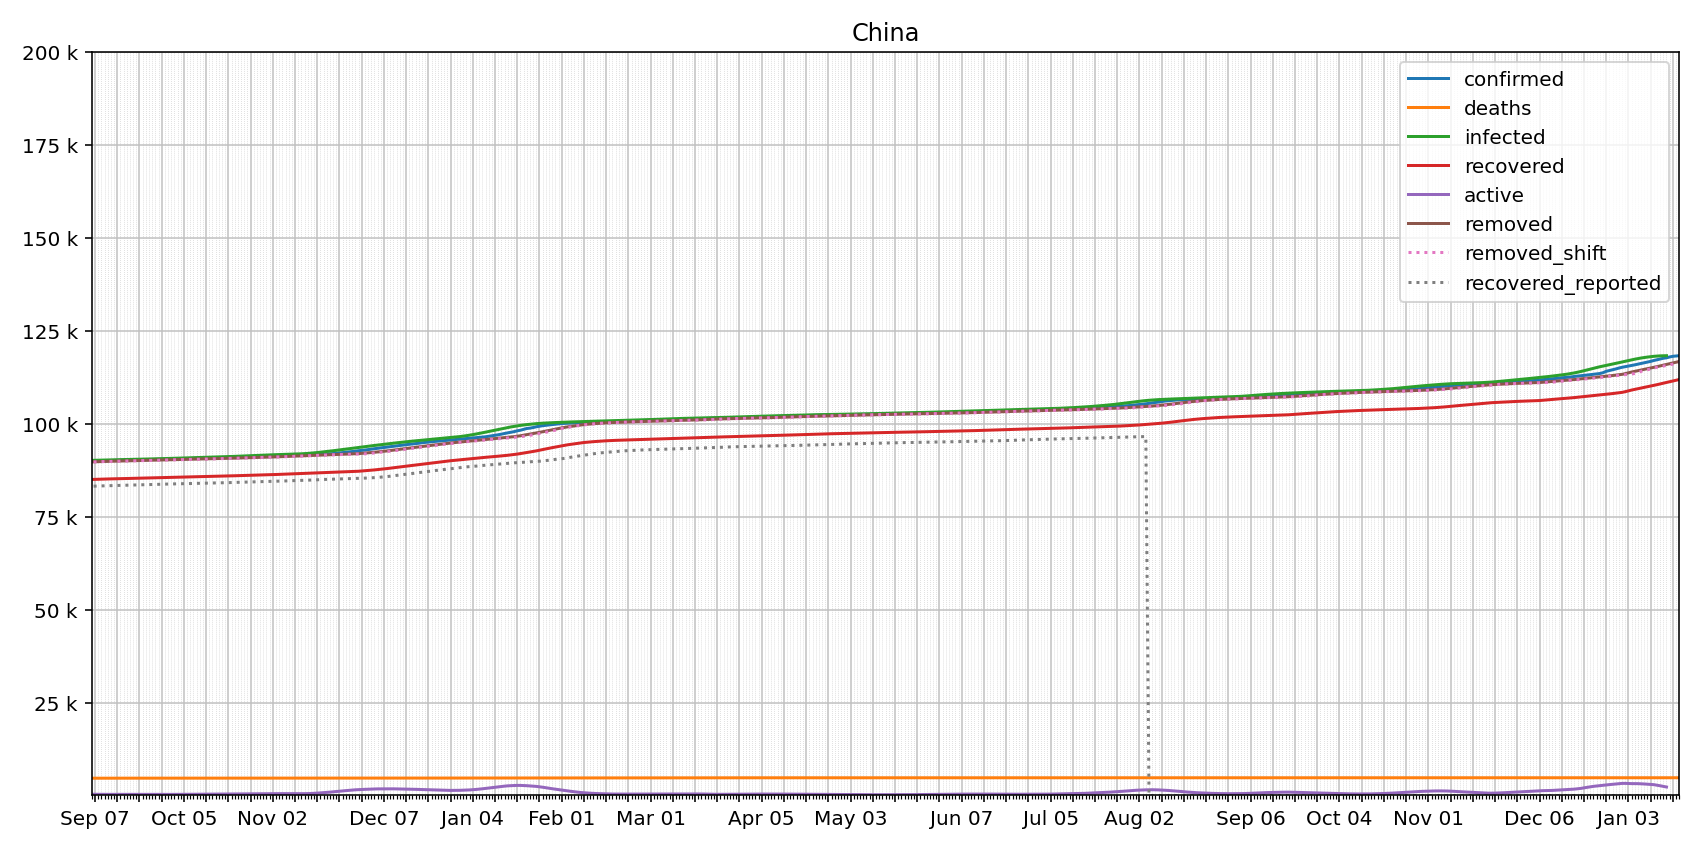 China
200 k
175 k
150 k
125 k
100 k
75 k
50 k
25 k
confirmed
deaths
infected
recovered
active
removed
removed_shift
recovered_reported
Sep 07 Oct 05 Nov 02 Dec 07 Jan 04 Feb 01 Mar 01 Apr 05 May 03 Jun 07 Jul 05 Aug 02 Sep 06 Oct 04 Nov 01 Dec 06 Jan 03